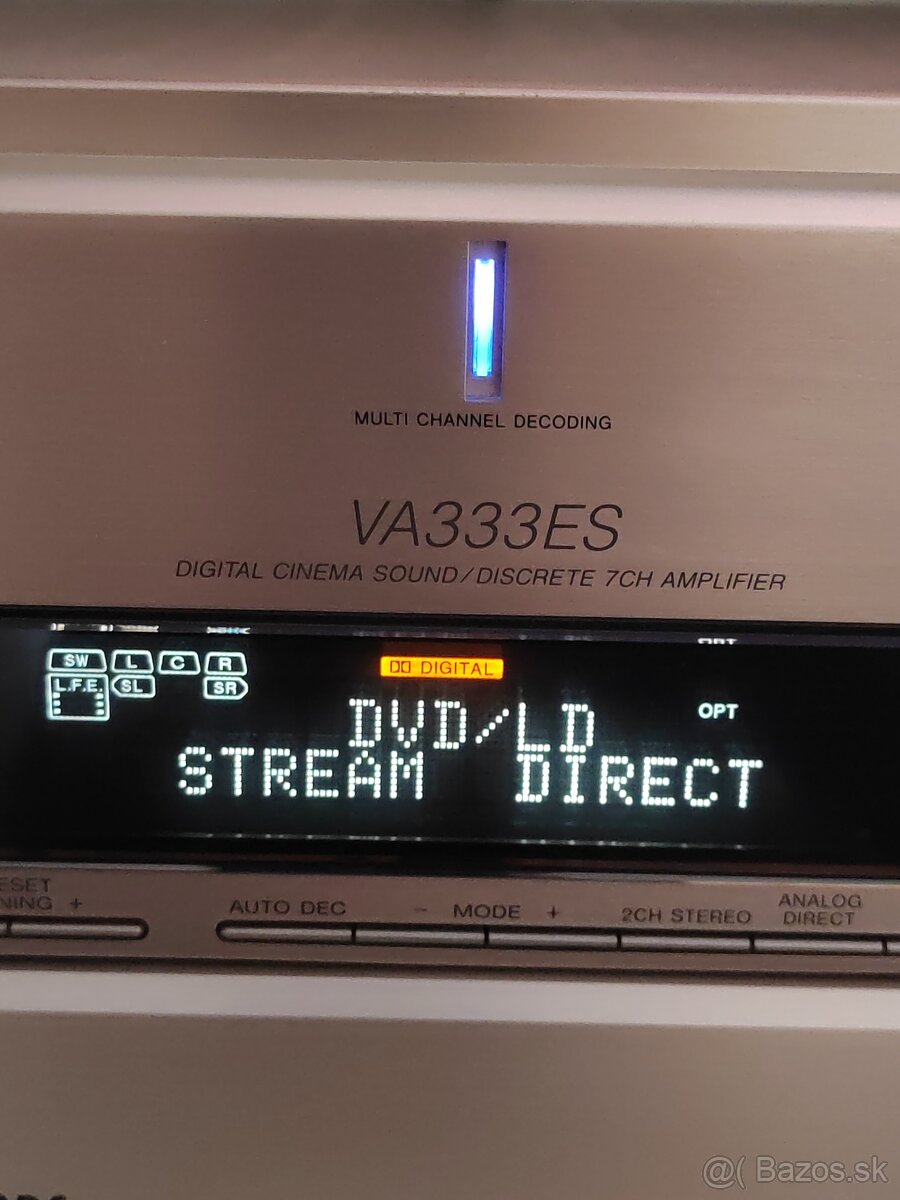 MULTI CHANNEL DECODING
VA333ES
DIGITAL CINEMA SOUND/DISCRETE 7CH AMPLIFIER
SW L C R
DIGITAL
L.F.E. SL SR
DVD/LD
OPT
STREAM DIRECT
AUTO DEC
- MODE +
2CH STEREO
ANALOG
DIRECT
@( Bazos.sk